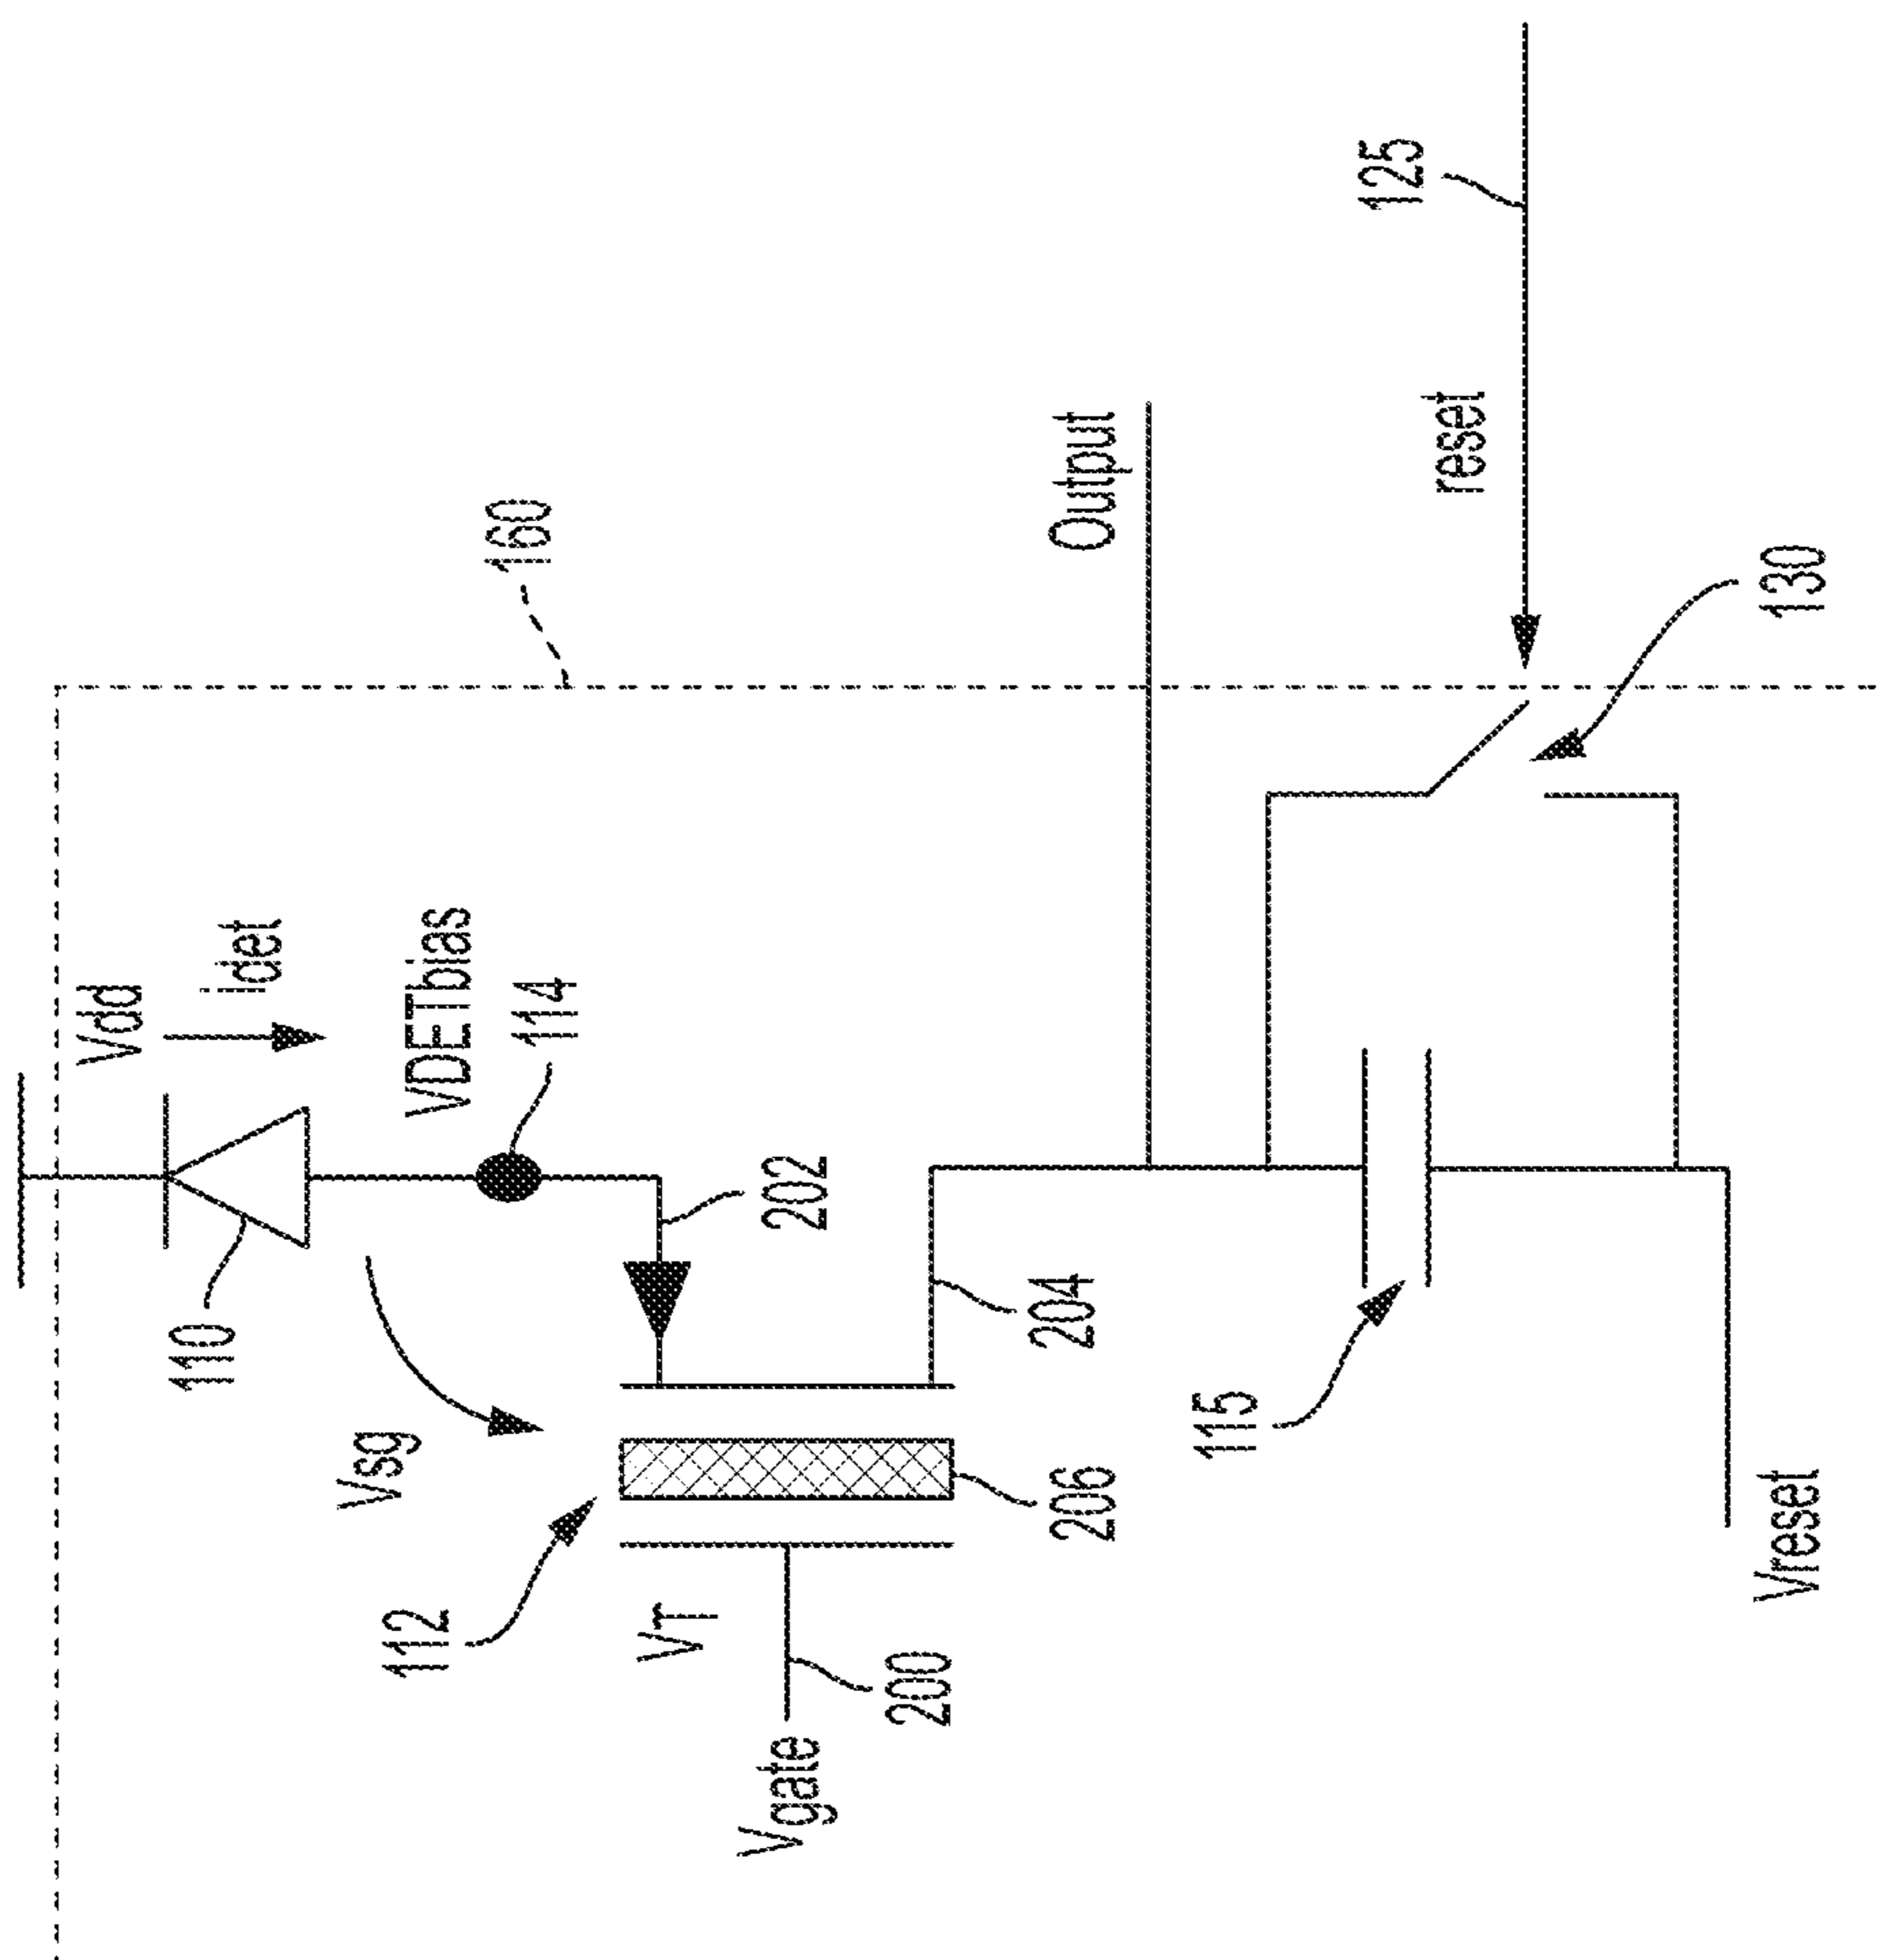 Vdd
idet
110
VDETbias
114
160
Vsg
112
202
VT
200
Vgate
204
206
Output
125
reset
115
130
Vreset